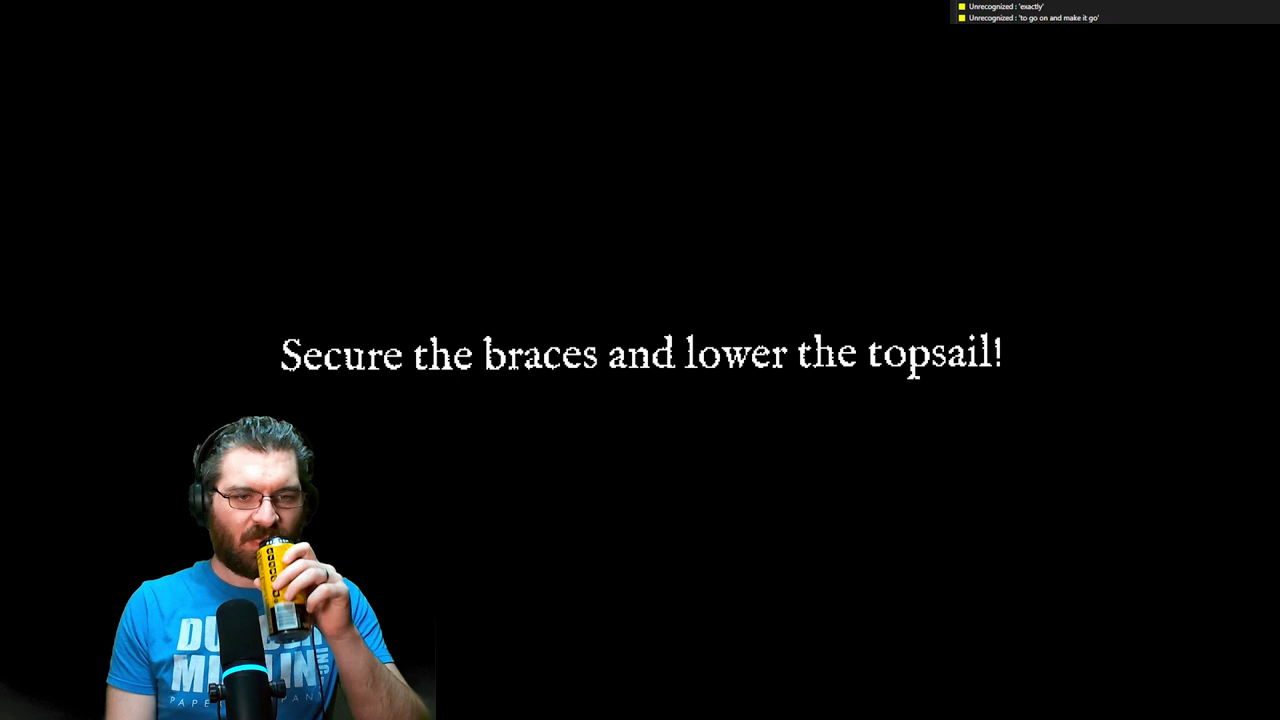 Unrecognized : 'exactly'
Unrecognized : 'to go on and make it go'
Secure the braces and lower the topsail!